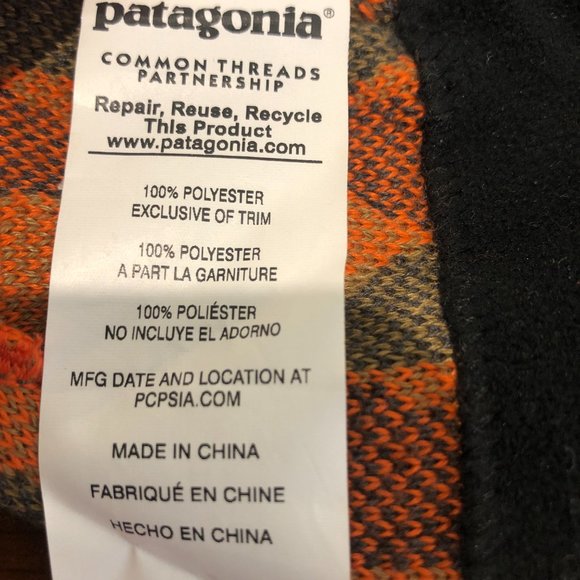 patagonia®
COMMON THREADS
PARTNERSHIP
Repair, Reuse, Recycle
This Product
www.patagonia.com
100% POLYESTER
EXCLUSIVE OF TRIM
100% POLYESTER
A PART LA GARNITURE
100% POLIÉSTER
NO INCLUYE EL ADORNO
MFG DATE AND LOCATION AT
PCPSIA.COM
MADE IN CHINA
FABRIQUÉ EN CHINE
HECHO EN CHINA